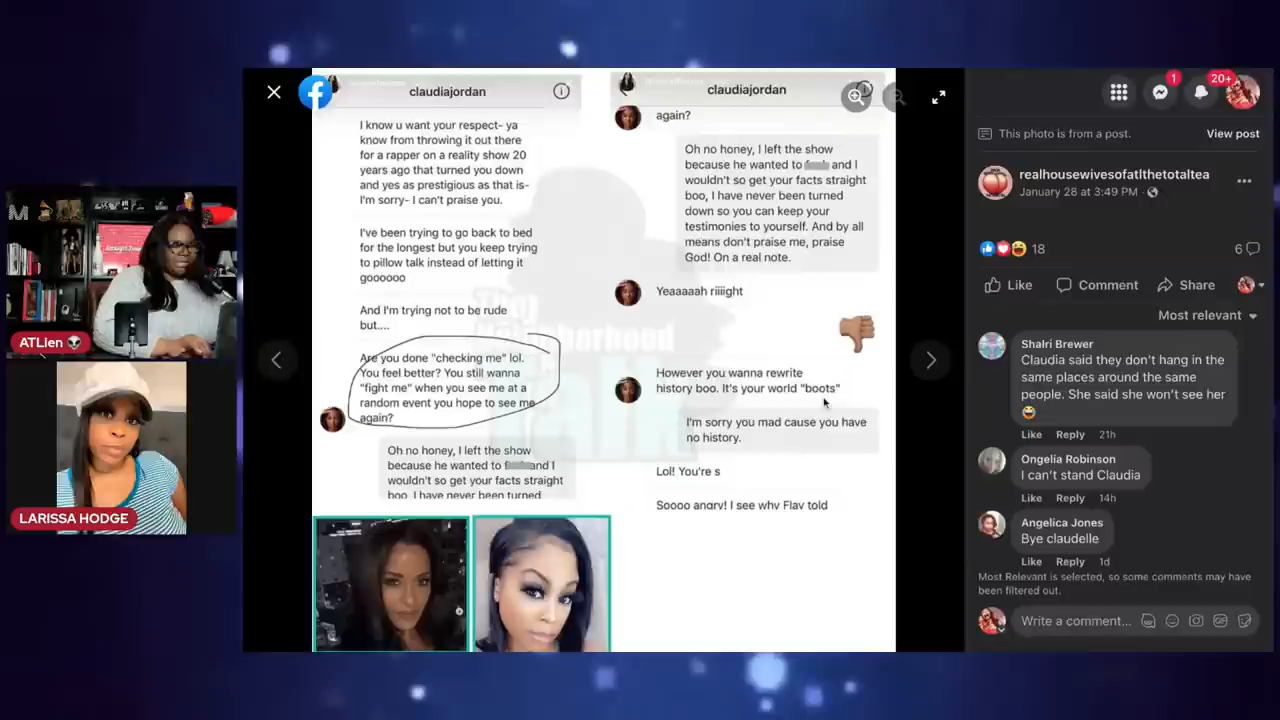 ATLien
LARISSA HODGE
claudiajordan
I know u want your respect- ya
know from throwing it out there
for a rapper on a reality show 20
years ago that turned you down
and yes as prestigious as that is-
I'm sorry- I can't praise you.
I've been trying to go back to bed
for the longest but you keep trying
to pillow talk instead of letting it
gooooo
And I'm trying not to be rude
but....
Are you done "checking me" lol.
You feel better? You still wanna
"fight me" when you see me at a
random event you hope to see me
again?
Oh no honey, I left the show
because he wanted to and I
wouldn't so get your facts straight
boo, I have never been turned
claudiajordan
again?
Oh no honey, I left the show
because he wanted to and I
wouldn't so get your facts straight
boo, I have never been turned
down so you can keep your
testimonies to yourself. And by all
means don't praise me, praise
God! On a real note.
Yeaaaaah riiiight
However you wanna rewrite
history boo. It's your world "boots"
I'm sorry you mad cause you have
no history.
Lol! You're s
Soooo angry! I see why Flav told
1
20+
This photo is from a post.
View post
realhousewivesofatlthetotaltea
January 28 at 3:49 PM
18
6
Like
Comment
Share
Most relevant
Shalri Brewer
Claudia said they don't hang in the
same places around the same
people. She said she won't see her
Like Reply 21h
Ongelia Robinson
I can't stand Claudia
Like Reply 14h
Angelica Jones
Bye claudelle
Like Reply 1d
Most Relevant is selected, so some comments may have
been filtered out.
Write a comment...